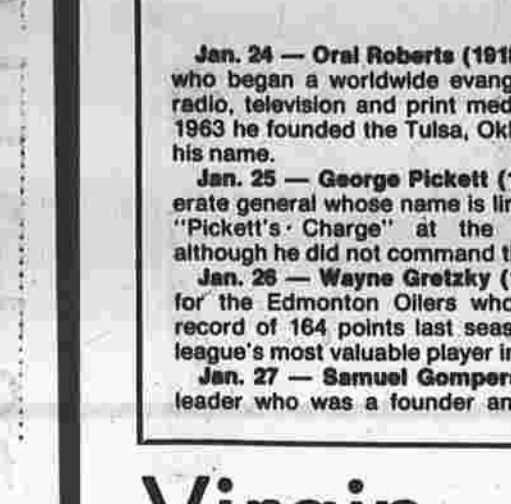 Jan. 24 — Oral Roberts (191
who began a worldwide evang
radio, television and print med
1963 he founded the Tulsa, Okl
his name.
Jan. 25 — George Pickett (
erate general whose name is lin
"Pickett's Charge" at the
although he did not command t
Jan. 26 — Wayne Gretzky (
for the Edmonton Oilers who
record of 164 points last seas
league's most valuable player in
Jan. 27 — Samuel Gompers
leader who was a founder an